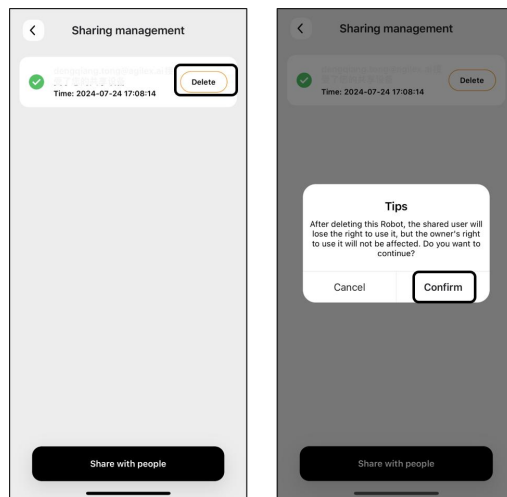 Sharing management
Delete
Time: 2024-07-24 17:08:14
Share with people
Sharing management
Delete
Time: 2024-07-24 17:08:14
Tips
After deleting this Robot, the shared user will
lose the right to use it, but the owner's right
to use it will not be affected. Do you want to
continue?
Cancel
Confirm
Share with people